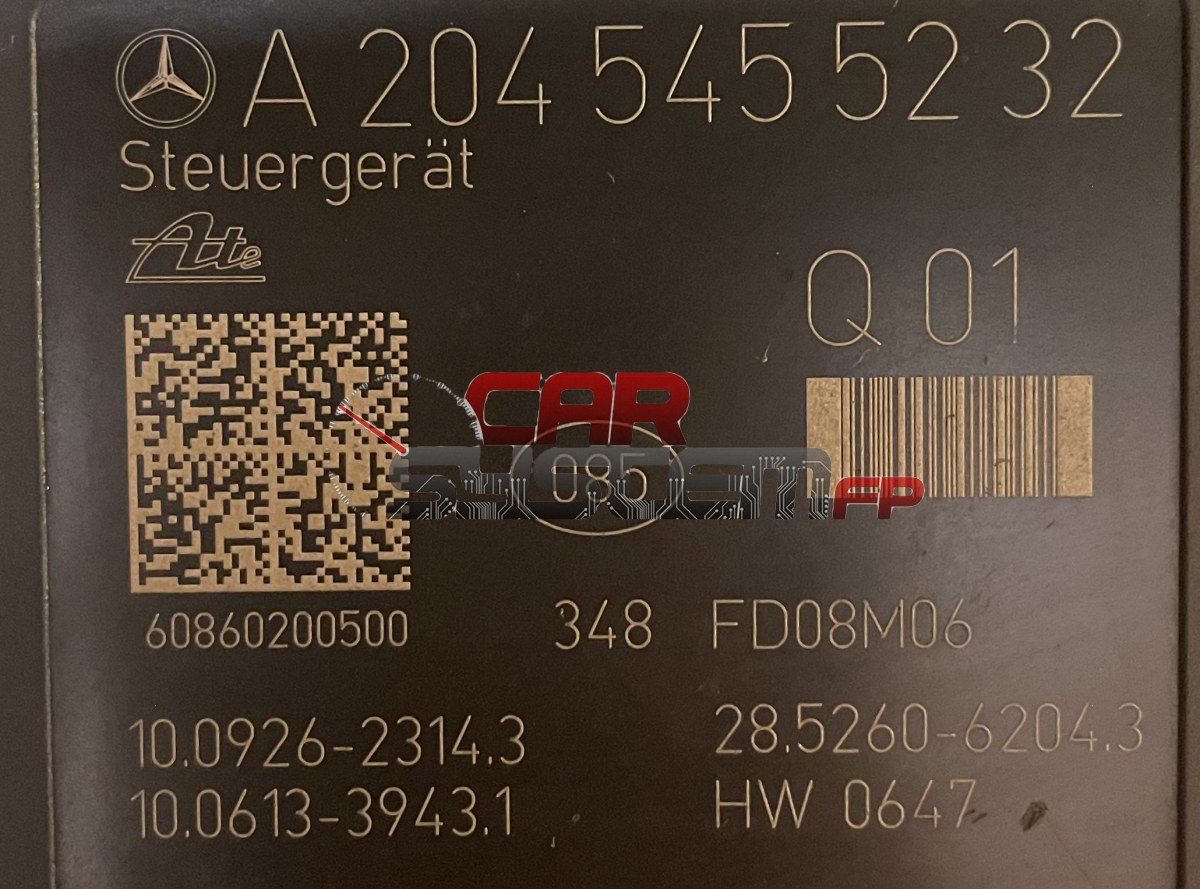 A 204 545 52 32
Steuergerät
Ate
Q 01
CAR
085
system FP
60860200500 348 FD08M06
10.0926-2314.3 28.5260-6204.3
10.0613-3943.1 HW 0647